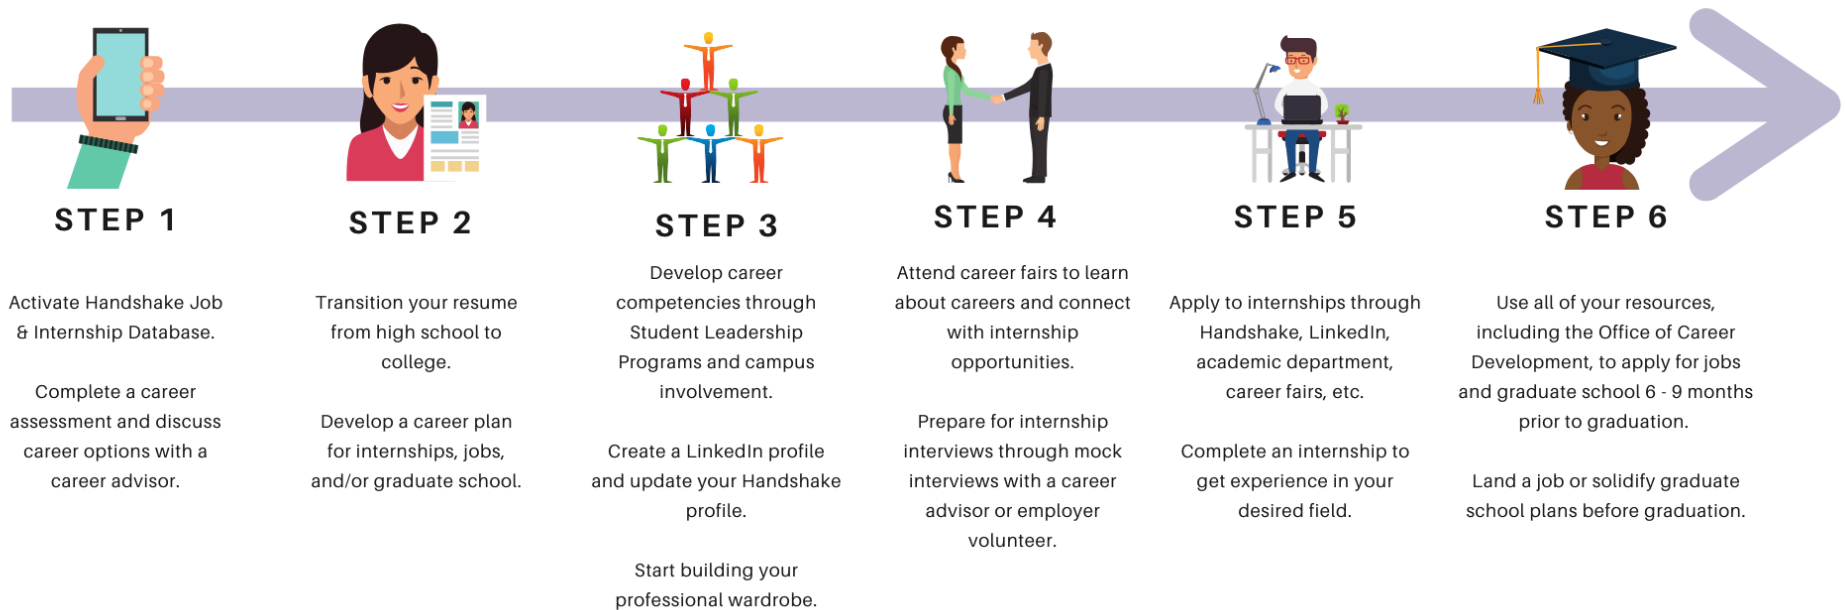 STEP 1
Activate Handshake Job
& Internship Database.
Complete a career
assessment and discuss
career options with a
career advisor.
STEP 2
Transition your resume
from high school to
college.
Develop a career plan
for internships, jobs,
and/or graduate school.
STEP 3
Develop career
competencies through
Student Leadership
Programs and campus
involvement.
Create a LinkedIn profile
and update your Handshake
profile.
Start building your
professional wardrobe.
STEP 4
Attend career fairs to learn
about careers and connect
with internship
opportunities.
Prepare for internship
interviews through mock
interviews with a career
advisor or employer
volunteer.
STEP 5
Apply to internships through
Handshake, LinkedIn,
academic department,
career fairs, etc.
Complete an internship to
get experience in your
desired field.
STEP 6
Use all of your resources,
including the Office of Career
Development, to apply for jobs
and graduate school 6 - 9 months
prior to graduation.
Land a job or solidify graduate
school plans before graduation.